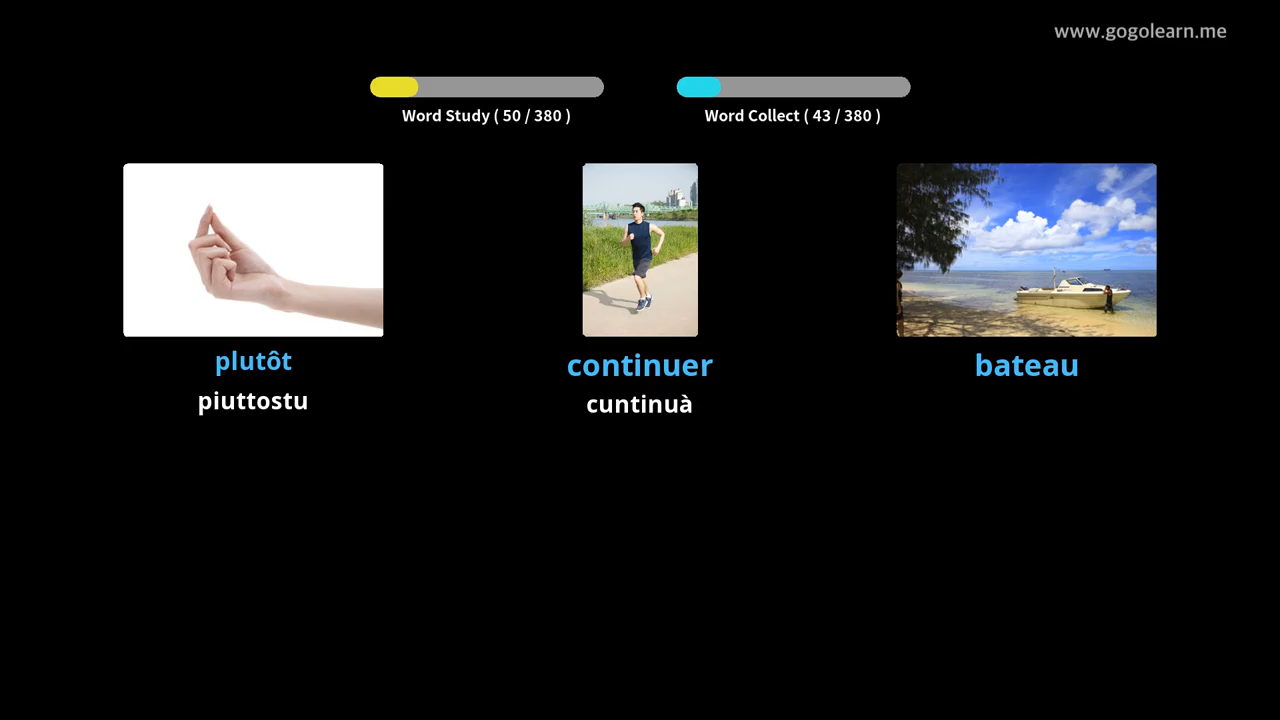 www.gogolearn.me
Word Study ( 50 / 380 )
Word Collect ( 43 / 380 )
plutôt
piuttostu
continuer
cuntinuà
bateau